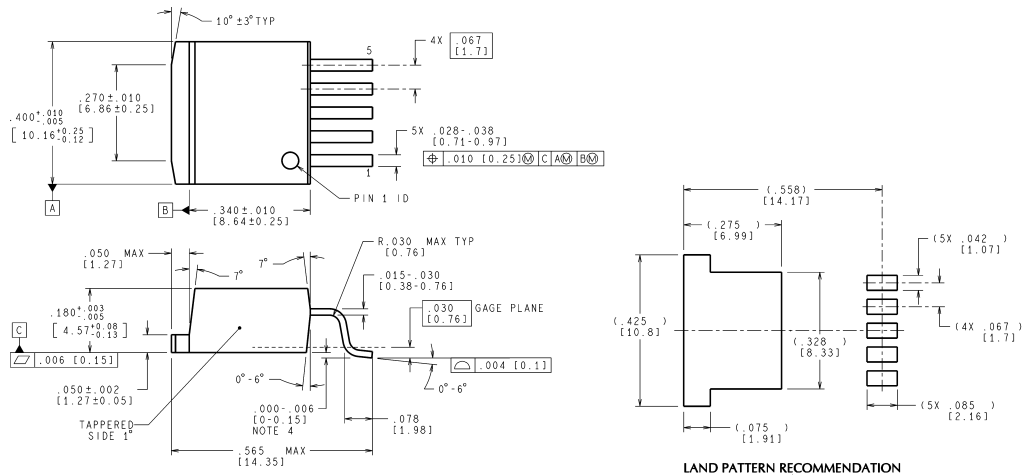 10° ±3° TYP
5
4X .067
[1.7]
.270±.010
[6.86±0.25]
.400 +.010 -.005
[ 10.16 +0.25 -0.12 ]
5X .028-.038
[0.71-0.97]
⌖ .010 [0.25]Ⓜ C AⓂ BⓂ
1
PIN 1 ID
A
B
.340±.010
[8.64±0.25]
.050 MAX
[1.27]
7°
7°
R.030 MAX TYP
[0.76]
.015-.030
[0.38-0.76]
.030
[0.76]
GAGE PLANE
.180 +.003 -.005
[ 4.57 +0.08 -0.13 ]
C
⏥ .006 [0.15]
⌓ .004 [0.1]
0°-6°
0°-6°
.050±.002
[1.27±0.05]
.000-.006
[0-0.15]
NOTE 4
.078
[1.98]
TAPPERED
SIDE 1°
.565 MAX
[14.35]
(.558)
[14.17]
(.275 )
[6.99]
(5X .042 )
[1.07]
(.425 )
[10.8]
(.328 )
[8.33]
(4X .067 )
[1.7]
(5X .085 )
[2.16]
(.075 )
[1.91]
LAND PATTERN RECOMMENDATION